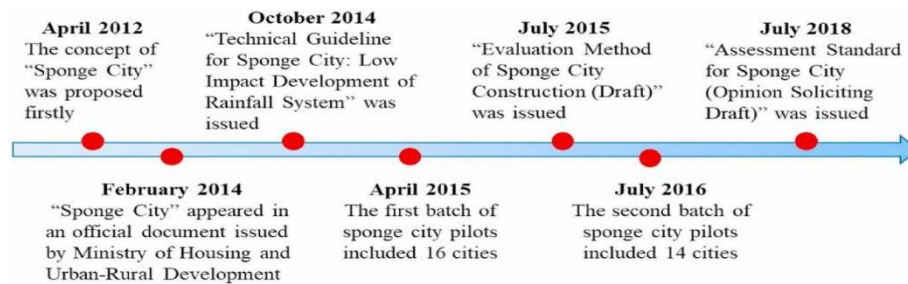 April 2012
The concept of
“Sponge City”
was proposed
firstly
February 2014
“Sponge City” appeared in
an official document issued
by Ministry of Housing and
Urban-Rural Development
October 2014
“Technical Guideline
for Sponge City: Low
Impact Development of
Rainfall System” was
issued
April 2015
The first batch of
sponge city pilots
included 16 cities
July 2015
“Evaluation Method
of Sponge City
Construction (Draft)”
was issued
July 2016
The second batch of
sponge city pilots
included 14 cities
July 2018
“Assessment Standard
for Sponge City
(Opinion Soliciting
Draft)” was issued